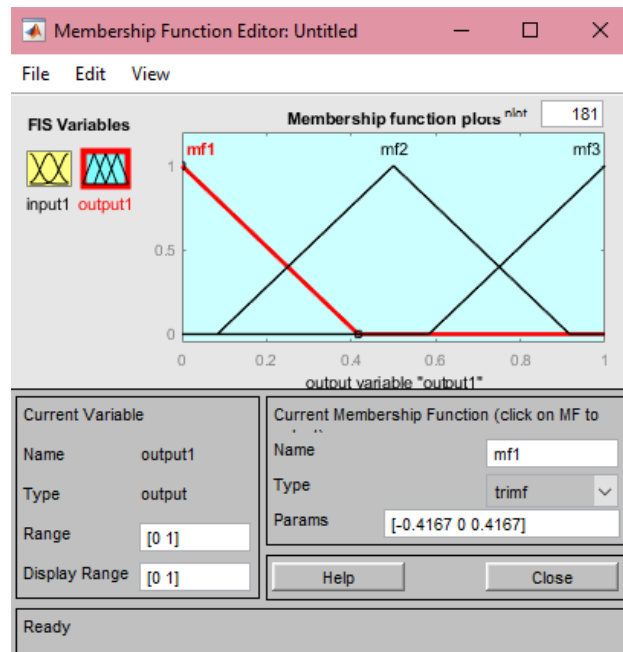 Membership Function Editor: Untitled
File Edit View
FIS Variables
input1 output1
Membership function plots plot 181
mf1 mf2 mf3
1
0.5
0
0 0.2 0.4 0.6 0.8 1
output variable "output1"
Current Variable
Name output1
Type output
Range [0 1]
Display Range [0 1]
Current Membership Function (click on MF to
Name mf1
Type trimf
Params [-0.4167 0 0.4167]
Help Close
Ready